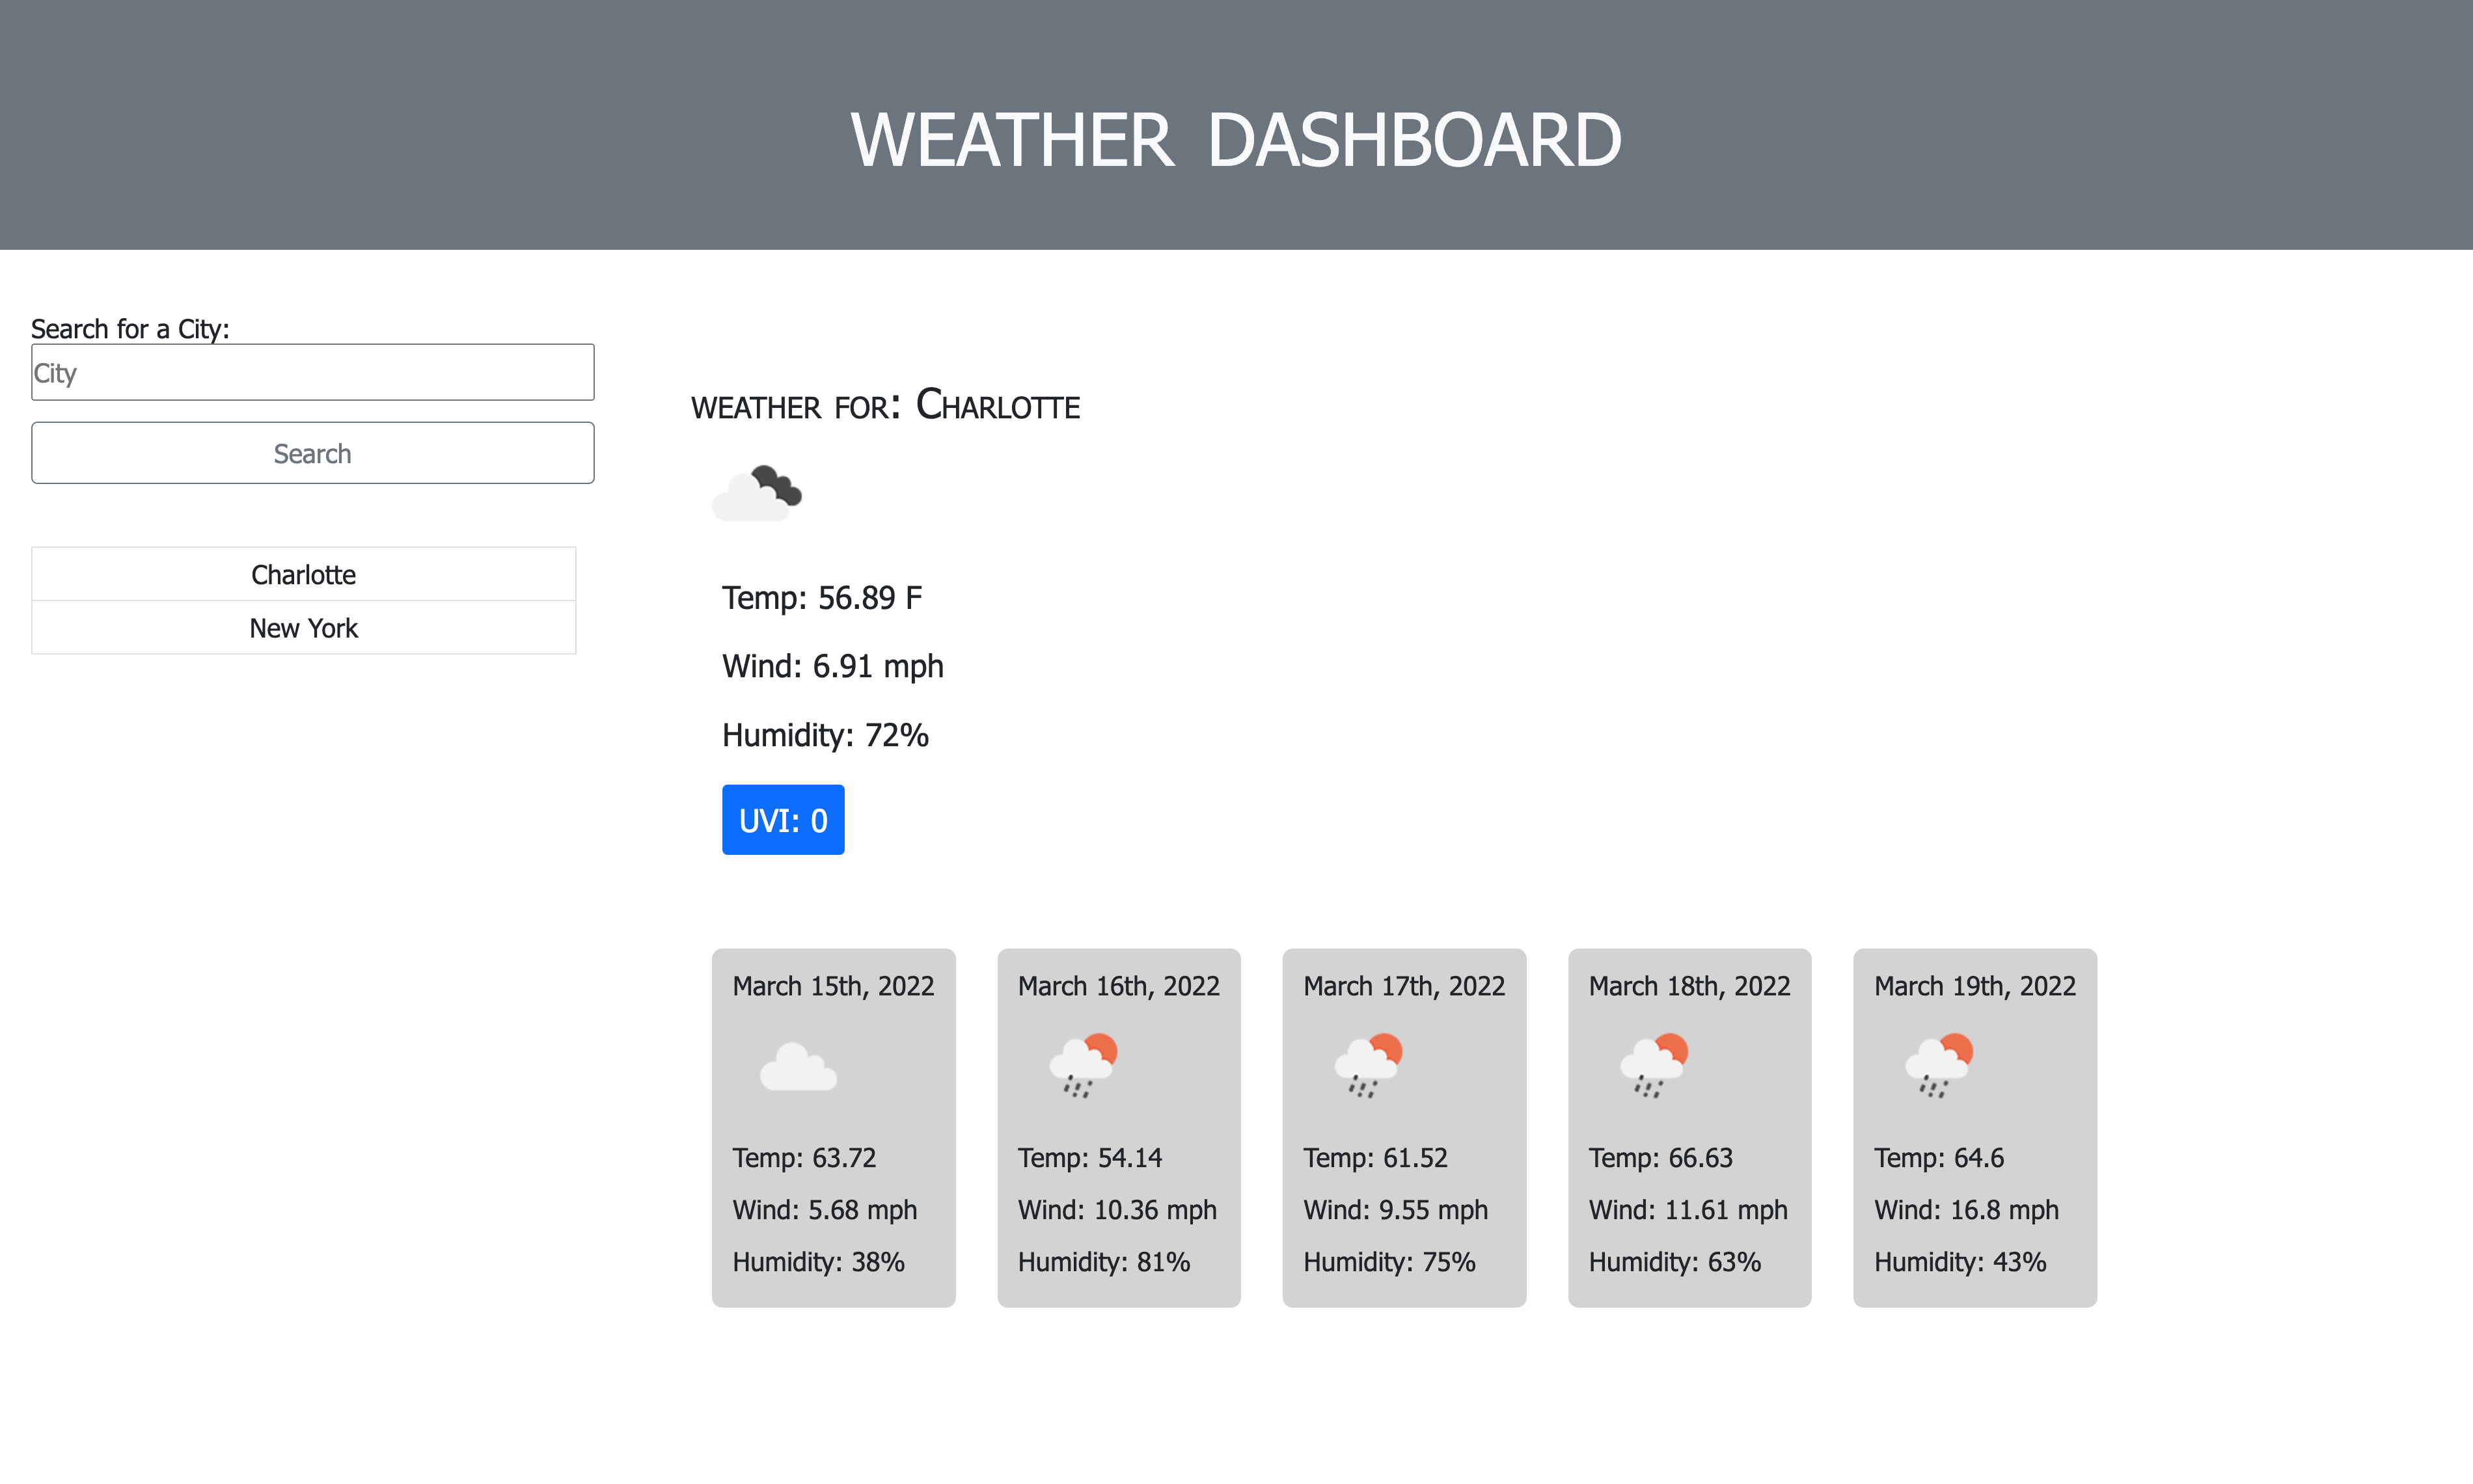 WEATHER DASHBOARD
Search for a City:
City
Search
Charlotte
New York
WEATHER FOR: CHARLOTTE
Temp: 56.89 F
Wind: 6.91 mph
Humidity: 72%
UVI: 0
March 15th, 2022
Temp: 63.72
Wind: 5.68 mph
Humidity: 38%
March 16th, 2022
Temp: 54.14
Wind: 10.36 mph
Humidity: 81%
March 17th, 2022
Temp: 61.52
Wind: 9.55 mph
Humidity: 75%
March 18th, 2022
Temp: 66.63
Wind: 11.61 mph
Humidity: 63%
March 19th, 2022
Temp: 64.6
Wind: 16.8 mph
Humidity: 43%